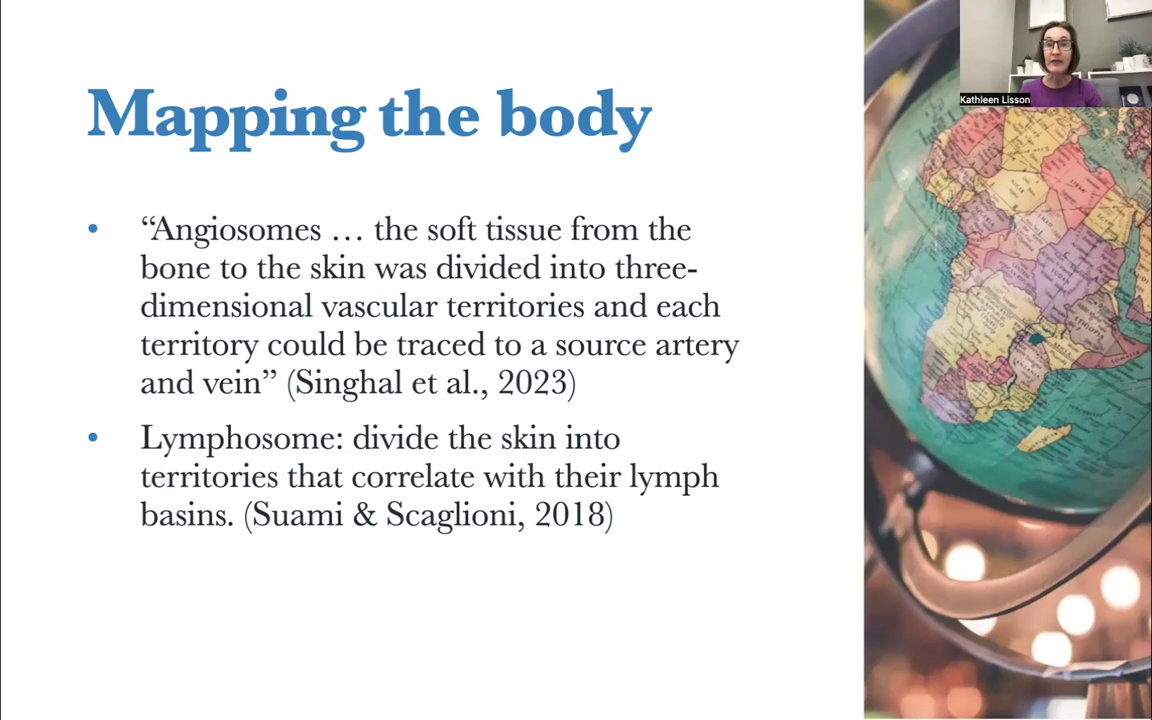 Mapping the body
• “Angiosomes … the soft tissue from the
bone to the skin was divided into three-
dimensional vascular territories and each
territory could be traced to a source artery
and vein” (Singhal et al., 2023)
• Lymphosome: divide the skin into
territories that correlate with their lymph
basins. (Suami & Scaglioni, 2018)
Kathleen Lisson